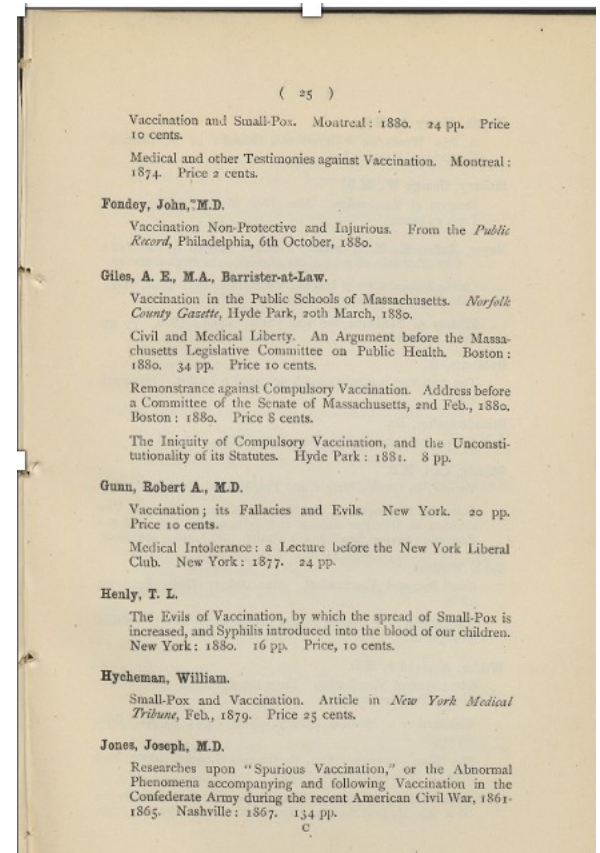 ( 25 )
Vaccination and Small-Pox. Montreal: 1880. 24 pp. Price
10 cents.
Medical and other Testimonies against Vaccination. Montreal:
1874. Price 2 cents.
Fondey, John, M.D.
Vaccination Non-Protective and Injurious. From the Public
Record, Philadelphia, 6th October, 1880.
Giles, A. E., M.A., Barrister-at-Law.
Vaccination in the Public Schools of Massachusetts. Norfolk
County Gazette, Hyde Park, 20th March, 1880.
Civil and Medical Liberty. An Argument before the Massa-
chusetts Legislative Committee on Public Health. Boston:
1880. 34 pp. Price 10 cents.
Remonstrance against Compulsory Vaccination. Address before
a Committee of the Senate of Massachusetts, 2nd Feb., 1880.
Boston: 1880. Price 8 cents.
The Iniquity of Compulsory Vaccination, and the Unconsti-
tutionality of its Statutes. Hyde Park: 1881. 8 pp.
Gunn, Robert A., M.D.
Vaccination; its Fallacies and Evils. New York. 20 pp.
Price 10 cents.
Medical Intolerance: a Lecture before the New York Liberal
Club. New York: 1877. 24 pp.
Henly, T. L.
The Evils of Vaccination, by which the spread of Small-Pox is
increased, and Syphilis introduced into the blood of our children.
New York: 1880. 16 pp. Price, 10 cents.
Hycheman, William.
Small-Pox and Vaccination. Article in New York Medical
Tribune, Feb., 1879. Price 25 cents.
Jones, Joseph, M.D.
Researches upon "Spurious Vaccination," or the Abnormal
Phenomena accompanying and following Vaccination in the
Confederate Army during the recent American Civil War, 1861-
1865. Nashville: 1867. 134 pp.
C